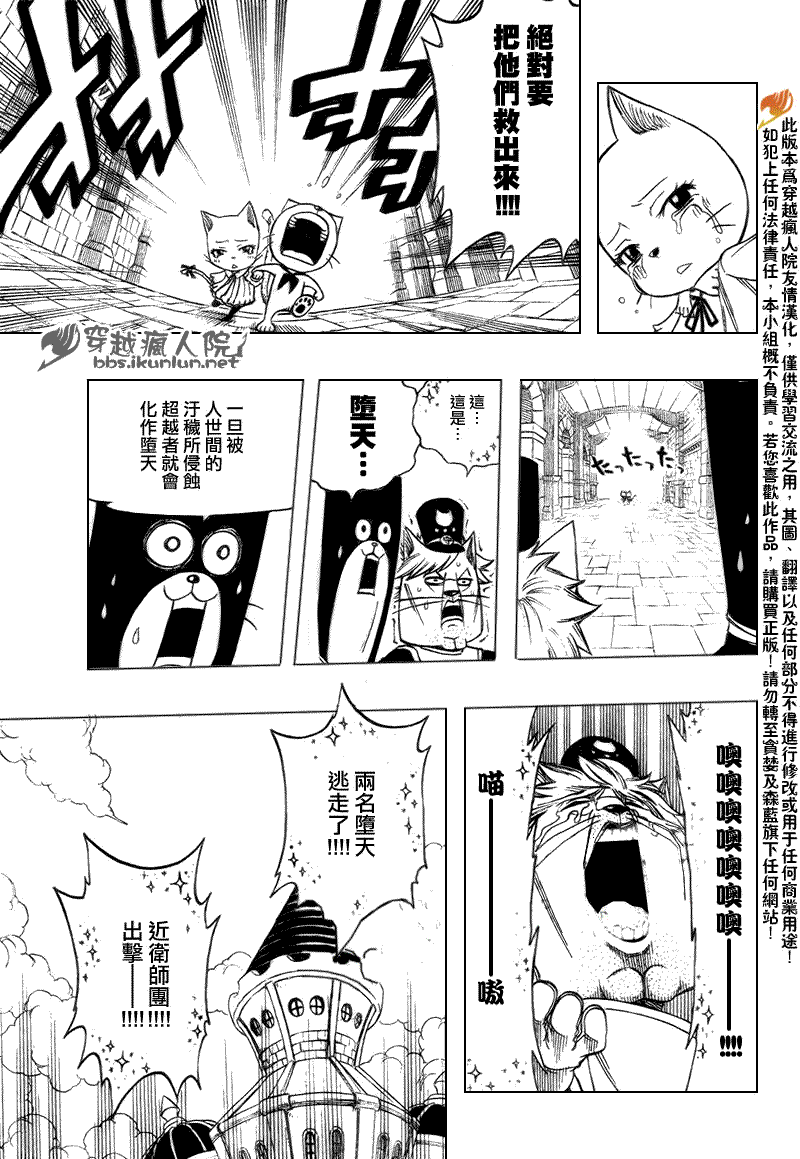 絕對要
把他們救出來!!!!
メメメ
穿越瘋人院
bbs.ikunlun.net
たったったっ
這…
這是…
墮天…
一旦被
人世間的
汙穢所侵蝕
超越者就會
化作墮天
噢噢噢噢噢噢噢——!!!!
喵——嗷
兩名墮天
逃走了!!!!
近衛師團
出擊——!!!!!!
此版本爲穿越瘋人院友情漢化，僅供學習交流之用，其圖、翻譯以及任何部分不得進行修改或用于任何商業用途！
如犯上任何法律責任，本小組概不負責。若您喜歡此作品，請購買正版！請勿轉至貪婪及森藍旗下任何網站！